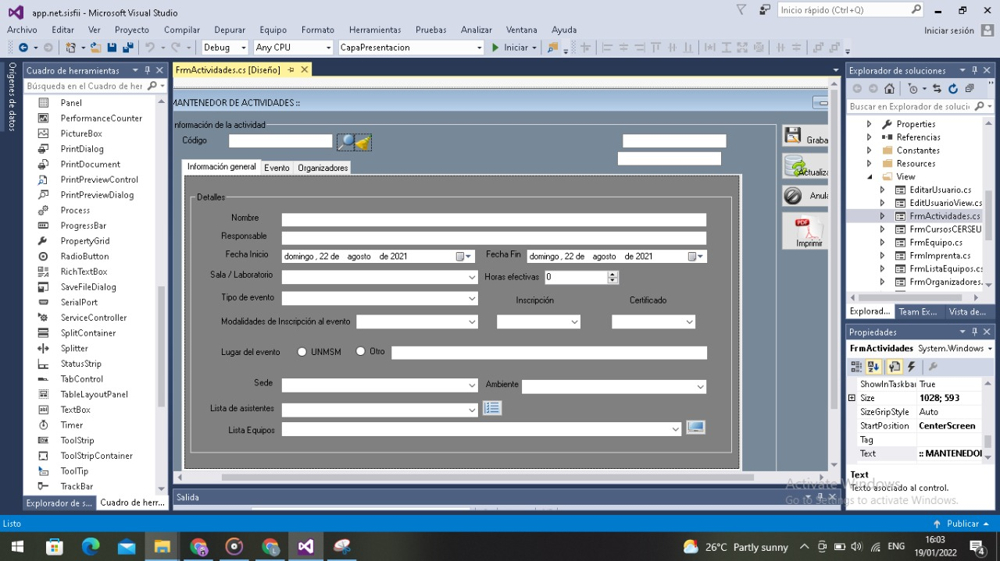 app.net.sisfii - Microsoft Visual Studio
Inicio rápido (Ctrl+Q)
Archivo Editar Ver Proyecto Compilar Depurar Equipo Formato Herramientas Pruebas Analizar Ventana Ayuda
Iniciar sesión
Debug Any CPU CapaPresentacion Iniciar
Orígenes de datos
Cuadro de herramientas
Búsqueda en el Cuadro de her
Panel
PerformanceCounter
PictureBox
PrintDialog
PrintDocument
PrintPreviewControl
PrintPreviewDialog
Process
ProgressBar
PropertyGrid
RadioButton
RichTextBox
SaveFileDialog
SerialPort
ServiceController
SplitContainer
Splitter
StatusStrip
TabControl
TableLayoutPanel
TextBox
Timer
ToolStrip
ToolStripContainer
ToolTip
TrackBar
Explorador de s... Cuadro de herr...
FrmActividades.cs [Diseño]
MANTENEDOR DE ACTIVIDADES ::
nformación de la actividad
Código
Graba
Actualiza
Anula
PDF
Imprimir
Información general Evento Organizadores
Detalles
Nombre
Responsable
Fecha Inicio domingo , 22 de agosto de 2021 Fecha Fin domingo , 22 de agosto de 2021
Sala / Laboratorio Horas efectivas 0
Tipo de evento Inscripción Certificado
Modalidades de Inscripción al evento
Lugar del evento UNMSM Otro
Sede Ambiente
Lista de asistentes
Lista Equipos
Salida
Explorador de soluciones
Buscar en Explorador de soluci
Properties
Referencias
Constantes
Resources
View
EditarUsuario.cs
EditUsuarioView.cs
FrmActividades.cs
FrmCursosCERSEU
FrmEquipo.cs
FrmImprenta.cs
FrmListaEquipos.cs
FrmOrganizadores.
Explorad... Team Ex... Vista de...
Propiedades
FrmActividades System.Windows
ShowInTaskba True
Size 1028; 593
SizeGripStyle Auto
StartPosition CenterScreen
Tag
Text :: MANTENEDOI
Text
Texto asociado al control.
Activate Windows
Go to Settings to activate Windows.
Listo
Publicar
26°C Partly sunny ENG 16:03
19/01/2022
4